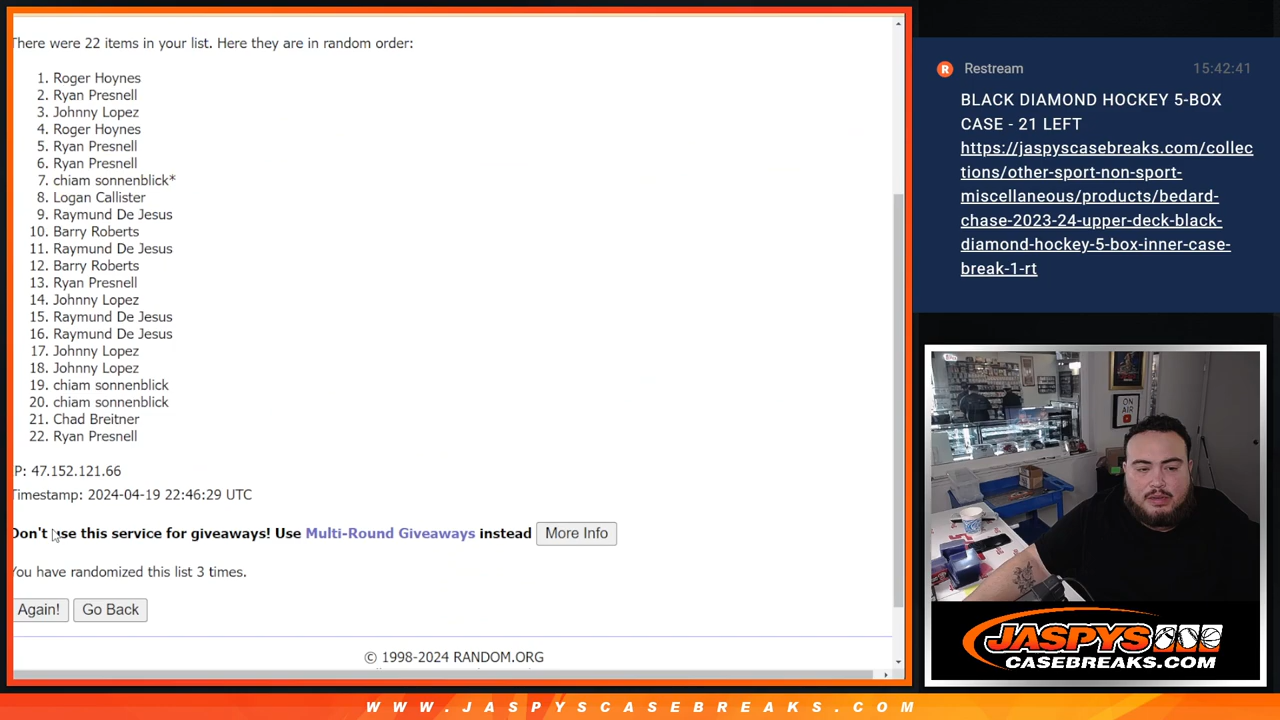 There were 22 items in your list. Here they are in random order:
1. Roger Hoynes
2. Ryan Presnell
3. Johnny Lopez
4. Roger Hoynes
5. Ryan Presnell
6. Ryan Presnell
7. chiam sonnenblick*
8. Logan Callister
9. Raymund De Jesus
10. Barry Roberts
11. Raymund De Jesus
12. Barry Roberts
13. Ryan Presnell
14. Johnny Lopez
15. Raymund De Jesus
16. Raymund De Jesus
17. Johnny Lopez
18. Johnny Lopez
19. chiam sonnenblick
20. chiam sonnenblick
21. Chad Breitner
22. Ryan Presnell
IP: 47.152.121.66
Timestamp: 2024-04-19 22:46:29 UTC
Don't use this service for giveaways! Use Multi-Round Giveaways instead More Info
You have randomized this list 3 times.
Again! Go Back
© 1998-2024 RANDOM.ORG
R Restream 15:42:41
BLACK DIAMOND HOCKEY 5-BOX
CASE - 21 LEFT
https://jaspyscasebreaks.com/collec
tions/other-sport-non-sport-
miscellaneous/products/bedard-
chase-2023-24-upper-deck-black-
diamond-hockey-5-box-inner-case-
break-1-rt
ON
AIR
JASPYS
CASEBREAKS.COM
WWW.JASPYSCASEBREAKS.COM